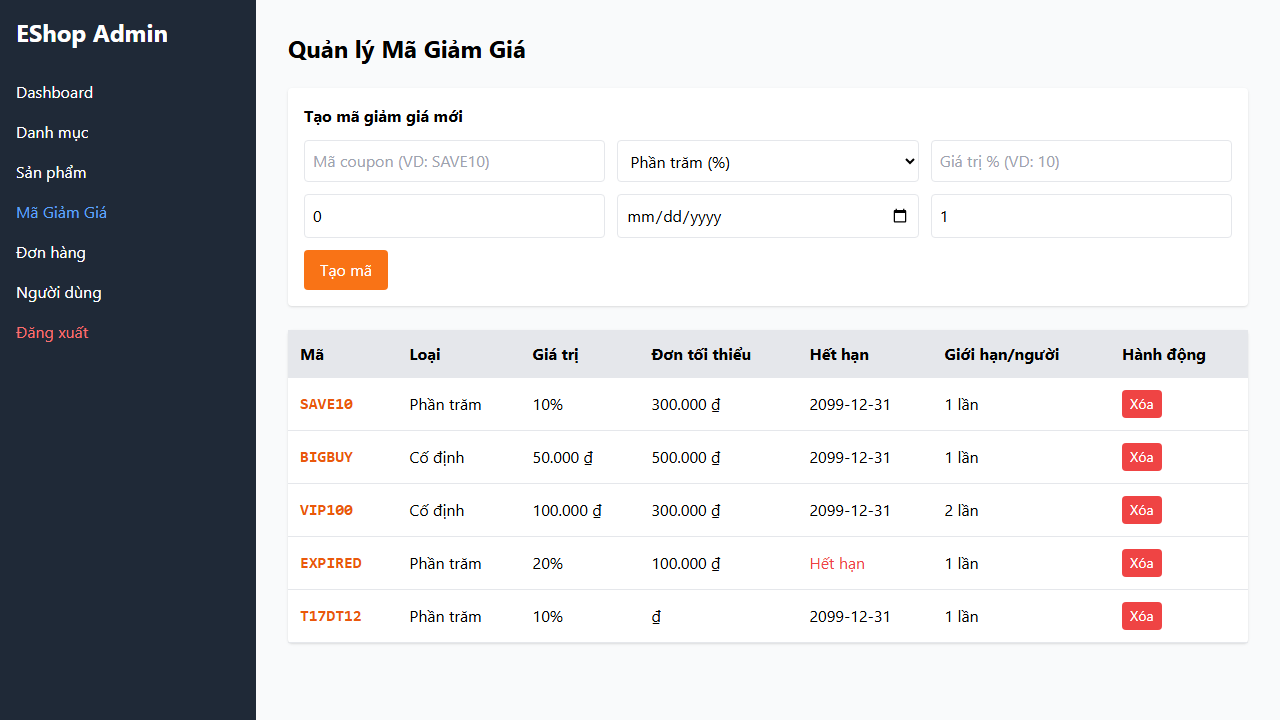 EShop Admin
Dashboard
Danh mục
Sản phẩm
Mã Giảm Giá
Đơn hàng
Người dùng
Đăng xuất
Quản lý Mã Giảm Giá
Tạo mã giảm giá mới
Mã coupon (VD: SAVE10) Phần trăm (%) Giá trị % (VD: 10)
0 mm/dd/yyyy 1
Tạo mã
Mã Loại Giá trị Đơn tối thiểu Hết hạn Giới hạn/người Hành động
SAVE10 Phần trăm 10% 300.000 ₫ 2099-12-31 1 lần Xóa
BIGBUY Cố định 50.000 ₫ 500.000 ₫ 2099-12-31 1 lần Xóa
VIP100 Cố định 100.000 ₫ 300.000 ₫ 2099-12-31 2 lần Xóa
EXPIRED Phần trăm 20% 100.000 ₫ Hết hạn 1 lần Xóa
T17DT12 Phần trăm 10% ₫ 2099-12-31 1 lần Xóa